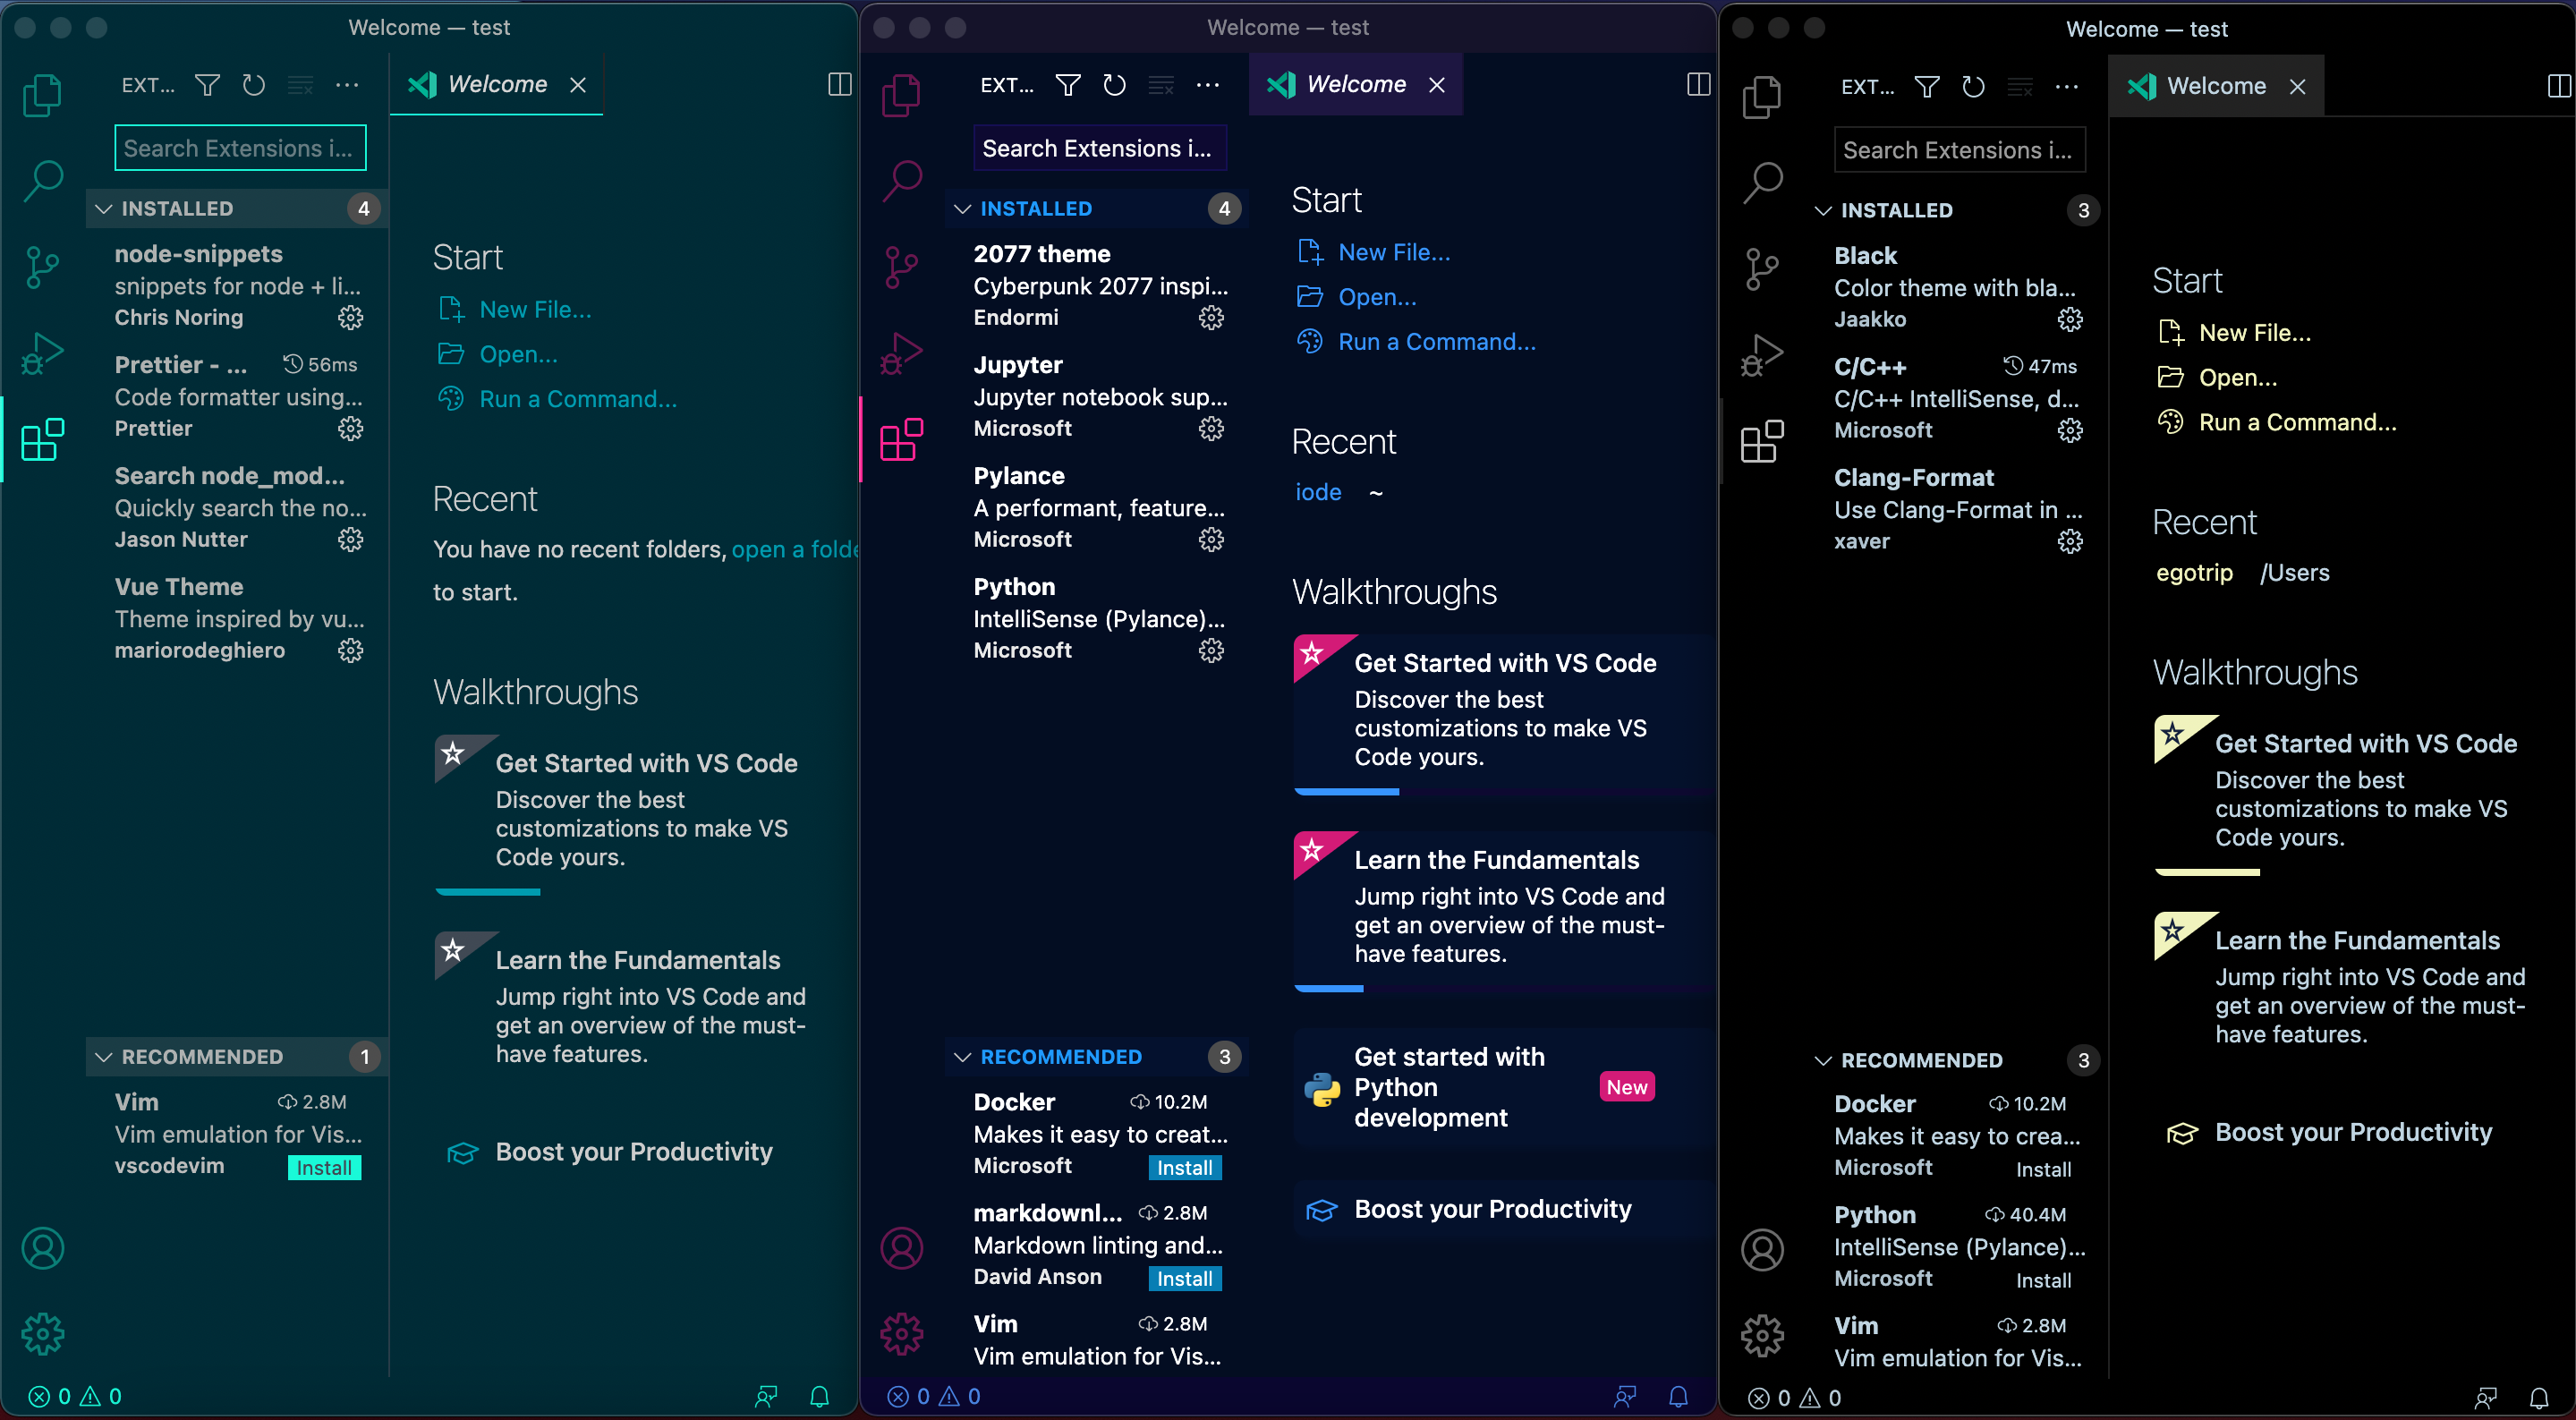 Welcome — test
EXT...
Welcome
Search Extensions i...
INSTALLED 4
node-snippets
snippets for node + li...
Chris Noring
Prettier - ... 56ms
Code formatter using...
Prettier
Search node_mod...
Quickly search the no...
Jason Nutter
Vue Theme
Theme inspired by vu...
mariorodeghiero
RECOMMENDED 1
Vim 2.8M
Vim emulation for Vis...
vscodevim Install
Start
New File...
Open...
Run a Command...
Recent
You have no recent folders, open a folde
to start.
Walkthroughs
Get Started with VS Code
Discover the best
customizations to make VS
Code yours.
Learn the Fundamentals
Jump right into VS Code and
get an overview of the must-
have features.
Boost your Productivity
0 0
Welcome — test
EXT...
Welcome
Search Extensions i...
INSTALLED 4
2077 theme
Cyberpunk 2077 inspi...
Endormi
Jupyter
Jupyter notebook sup...
Microsoft
Pylance
A performant, feature...
Microsoft
Python
IntelliSense (Pylance)...
Microsoft
RECOMMENDED 3
Docker 10.2M
Makes it easy to creat...
Microsoft Install
markdownl... 2.8M
Markdown linting and...
David Anson Install
Vim 2.8M
Vim emulation for Vis...
Start
New File...
Open...
Run a Command...
Recent
iode ~
Walkthroughs
Get Started with VS Code
Discover the best
customizations to make VS
Code yours.
Learn the Fundamentals
Jump right into VS Code and
get an overview of the must-
have features.
Get started with
Python New
development
Boost your Productivity
0 0
Welcome — test
EXT...
Welcome
Search Extensions i...
INSTALLED 3
Black
Color theme with bla...
Jaakko
C/C++ 47ms
C/C++ IntelliSense, d...
Microsoft
Clang-Format
Use Clang-Format in ...
xaver
RECOMMENDED 3
Docker 10.2M
Makes it easy to crea...
Microsoft Install
Python 40.4M
IntelliSense (Pylance)...
Microsoft Install
Vim 2.8M
Vim emulation for Vis...
Start
New File...
Open...
Run a Command...
Recent
egotrip /Users
Walkthroughs
Get Started with VS Code
Discover the best
customizations to make VS
Code yours.
Learn the Fundamentals
Jump right into VS Code and
get an overview of the must-
have features.
Boost your Productivity
0 0